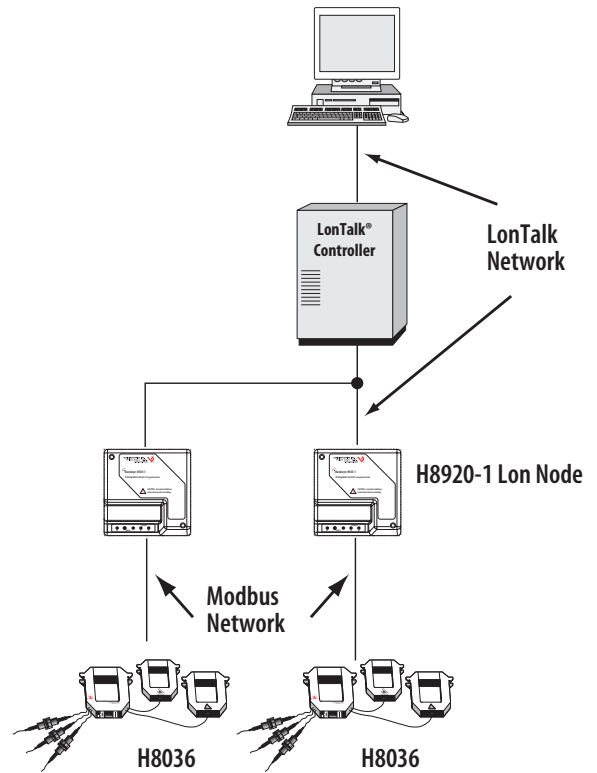 LonTalk®
Controller
LonTalk
Network
H8920-1 Lon Node
Modbus
Network
H8036
H8036